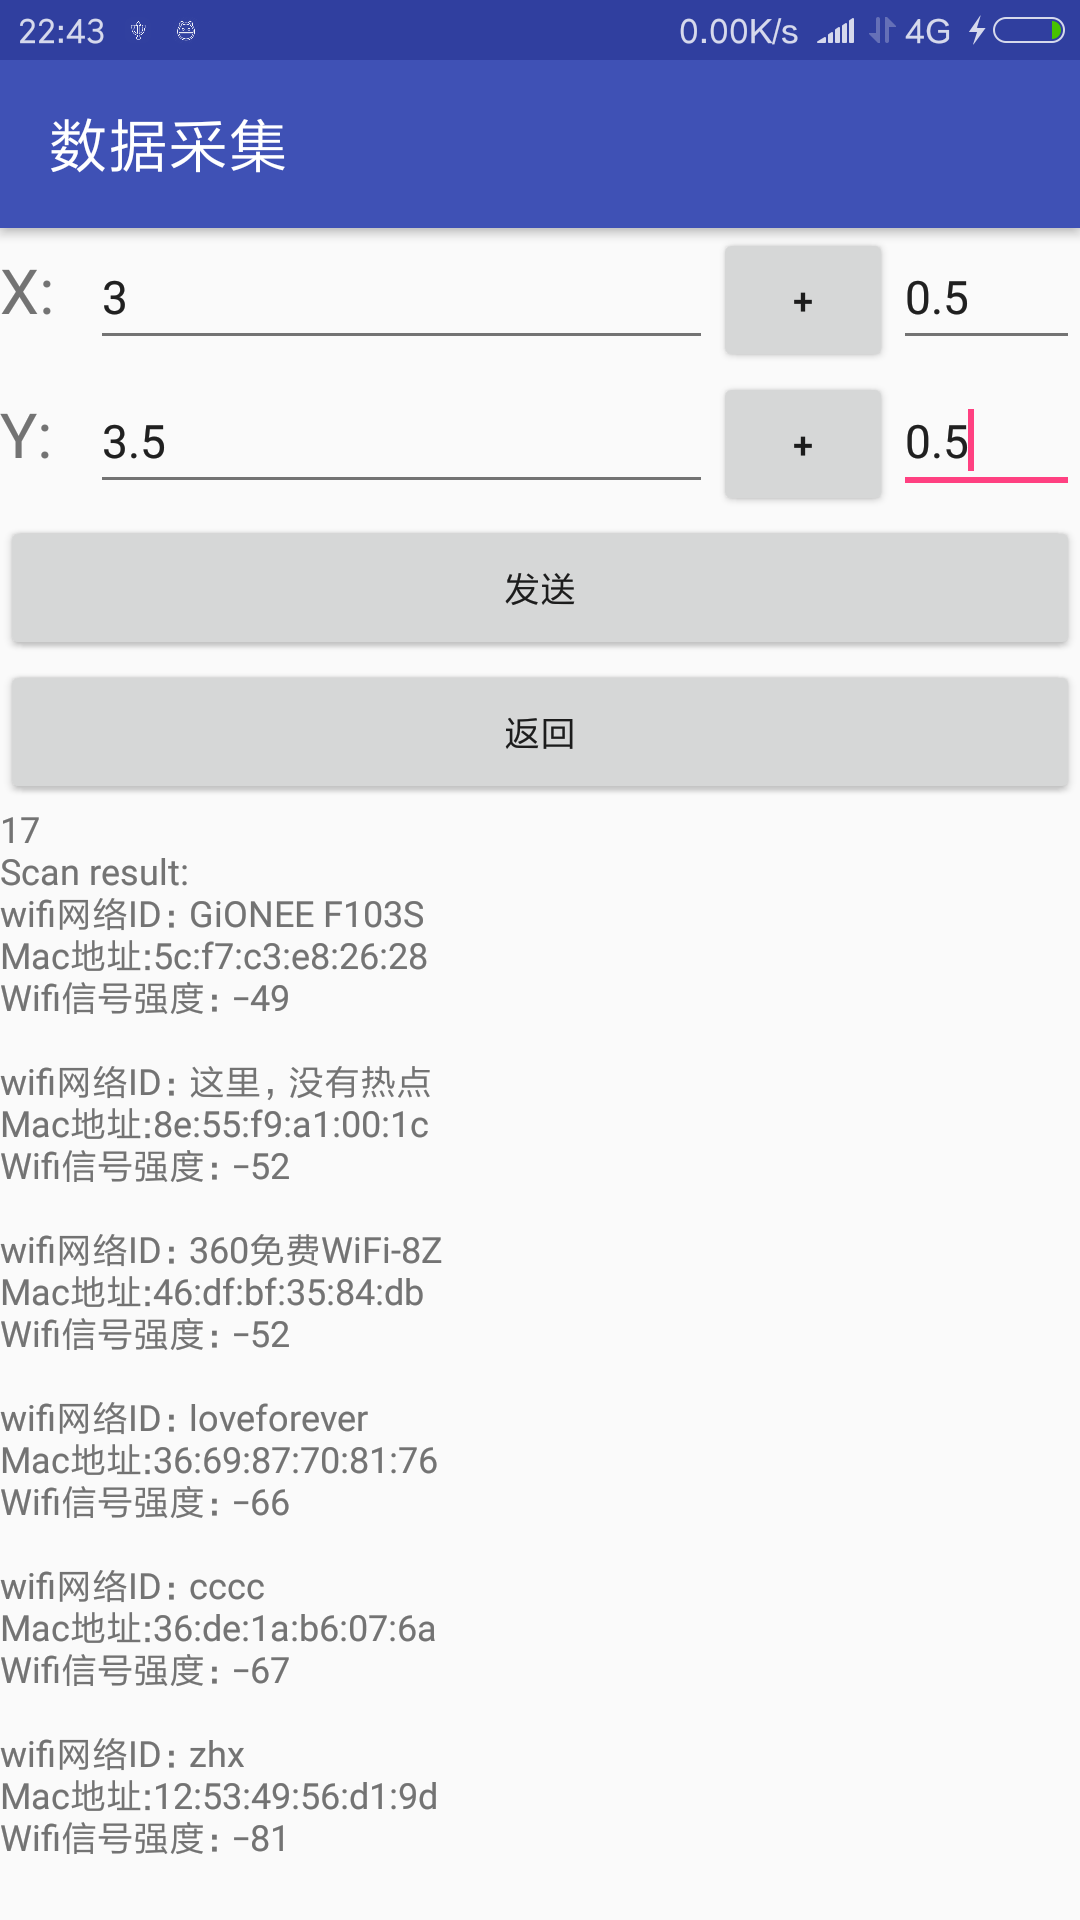 22:43 0.00K/s 4G
数据采集
X: 3 + 0.5
Y: 3.5 + 0.5
发送
返回
17
Scan result:
wifi网络ID：GiONEE F103S
Mac地址:5c:f7:c3:e8:26:28
Wifi信号强度：-49
wifi网络ID：这里，没有热点
Mac地址:8e:55:f9:a1:00:1c
Wifi信号强度：-52
wifi网络ID：360免费WiFi-8Z
Mac地址:46:df:bf:35:84:db
Wifi信号强度：-52
wifi网络ID：loveforever
Mac地址:36:69:87:70:81:76
Wifi信号强度：-66
wifi网络ID：cccc
Mac地址:36:de:1a:b6:07:6a
Wifi信号强度：-67
wifi网络ID：zhx
Mac地址:12:53:49:56:d1:9d
Wifi信号强度：-81